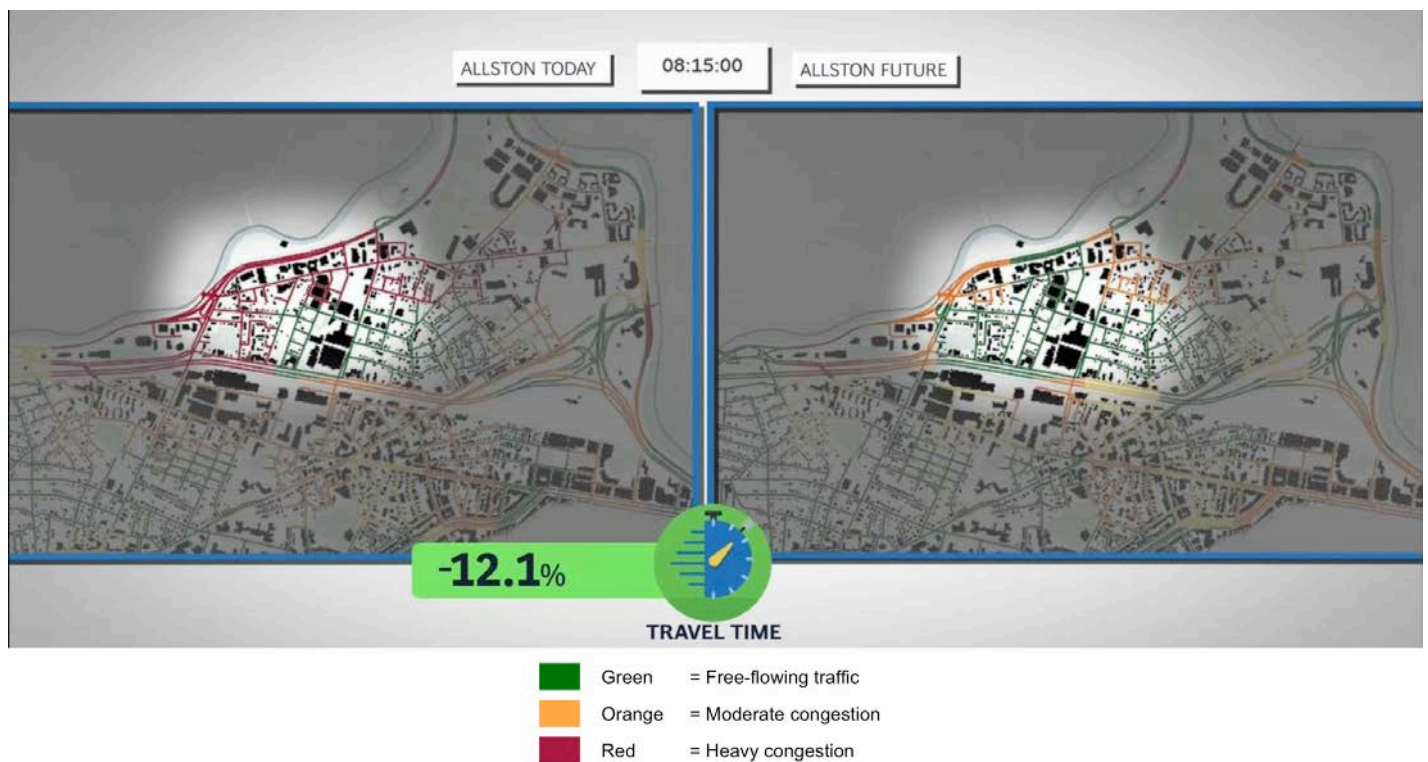 ALLSTON TODAY
08:15:00
ALLSTON FUTURE
-12.1%
TRAVEL TIME
Green = Free-flowing traffic
Orange = Moderate congestion
Red = Heavy congestion